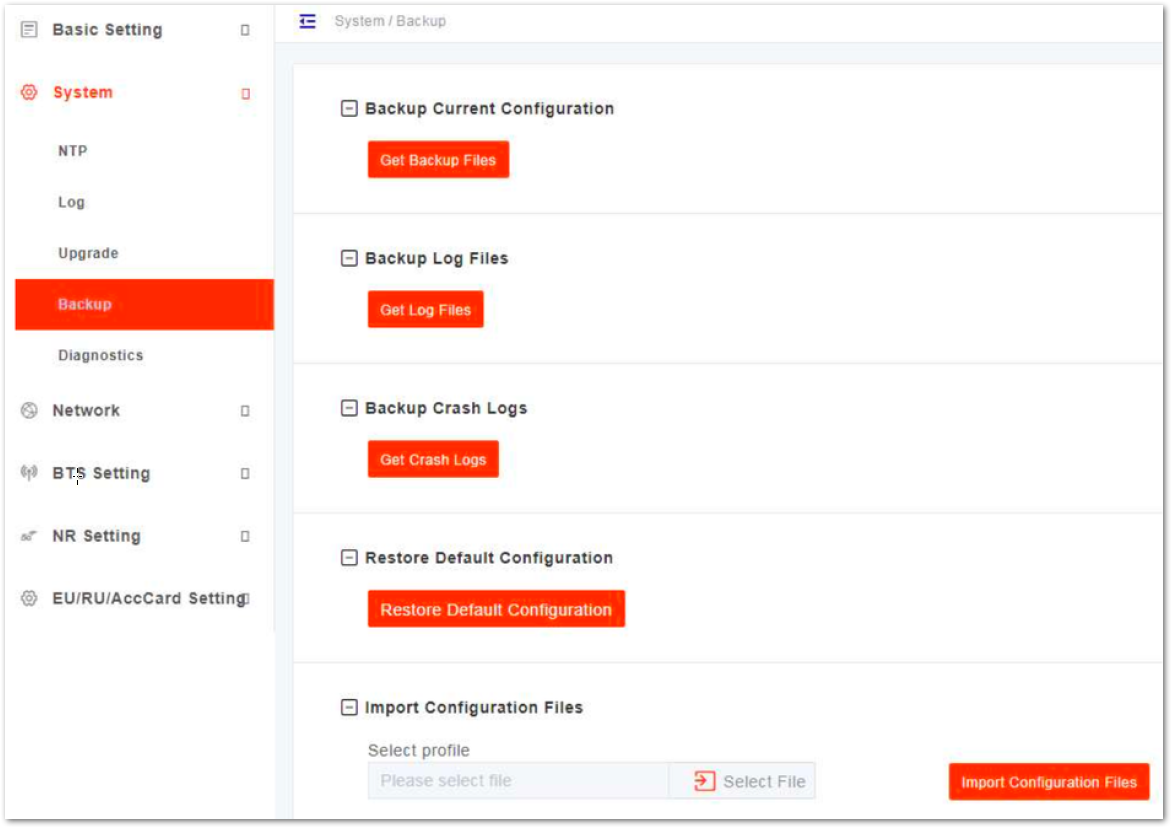 Basic Setting
System
NTP
Log
Upgrade
Backup
Diagnostics
Network
BTS Setting
NR Setting
EU/RU/AccCard Setting
System / Backup
Backup Current Configuration
Get Backup Files
Backup Log Files
Get Log Files
Backup Crash Logs
Get Crash Logs
Restore Default Configuration
Restore Default Configuration
Import Configuration Files
Select profile
Please select file
Select File
Import Configuration Files